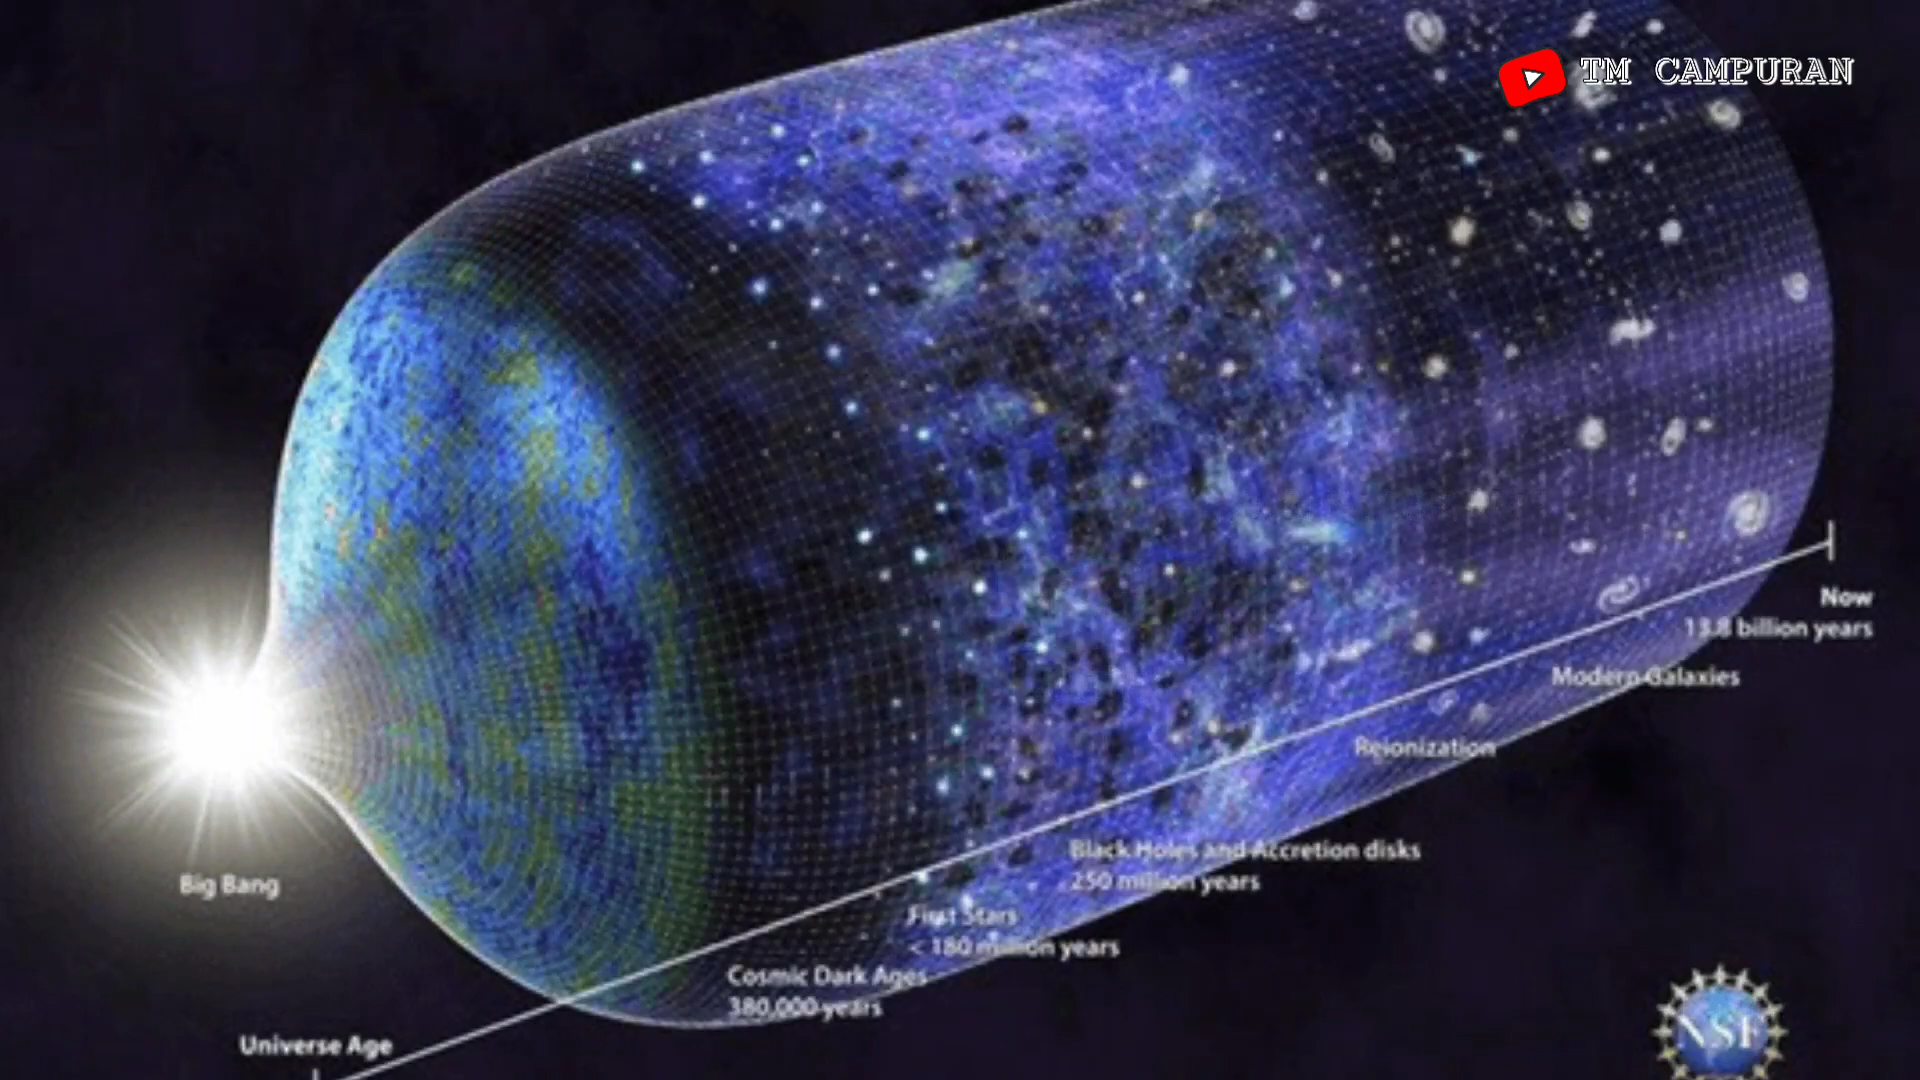 TM CAMPURAN
Now
13.8 billion years
Modern Galaxies
Reionization
Black Holes and Accretion disks
250 million years
Big Bang
First Stars
< 180 million years
Cosmic Dark Ages
380,000 years
Universe Age
NSF